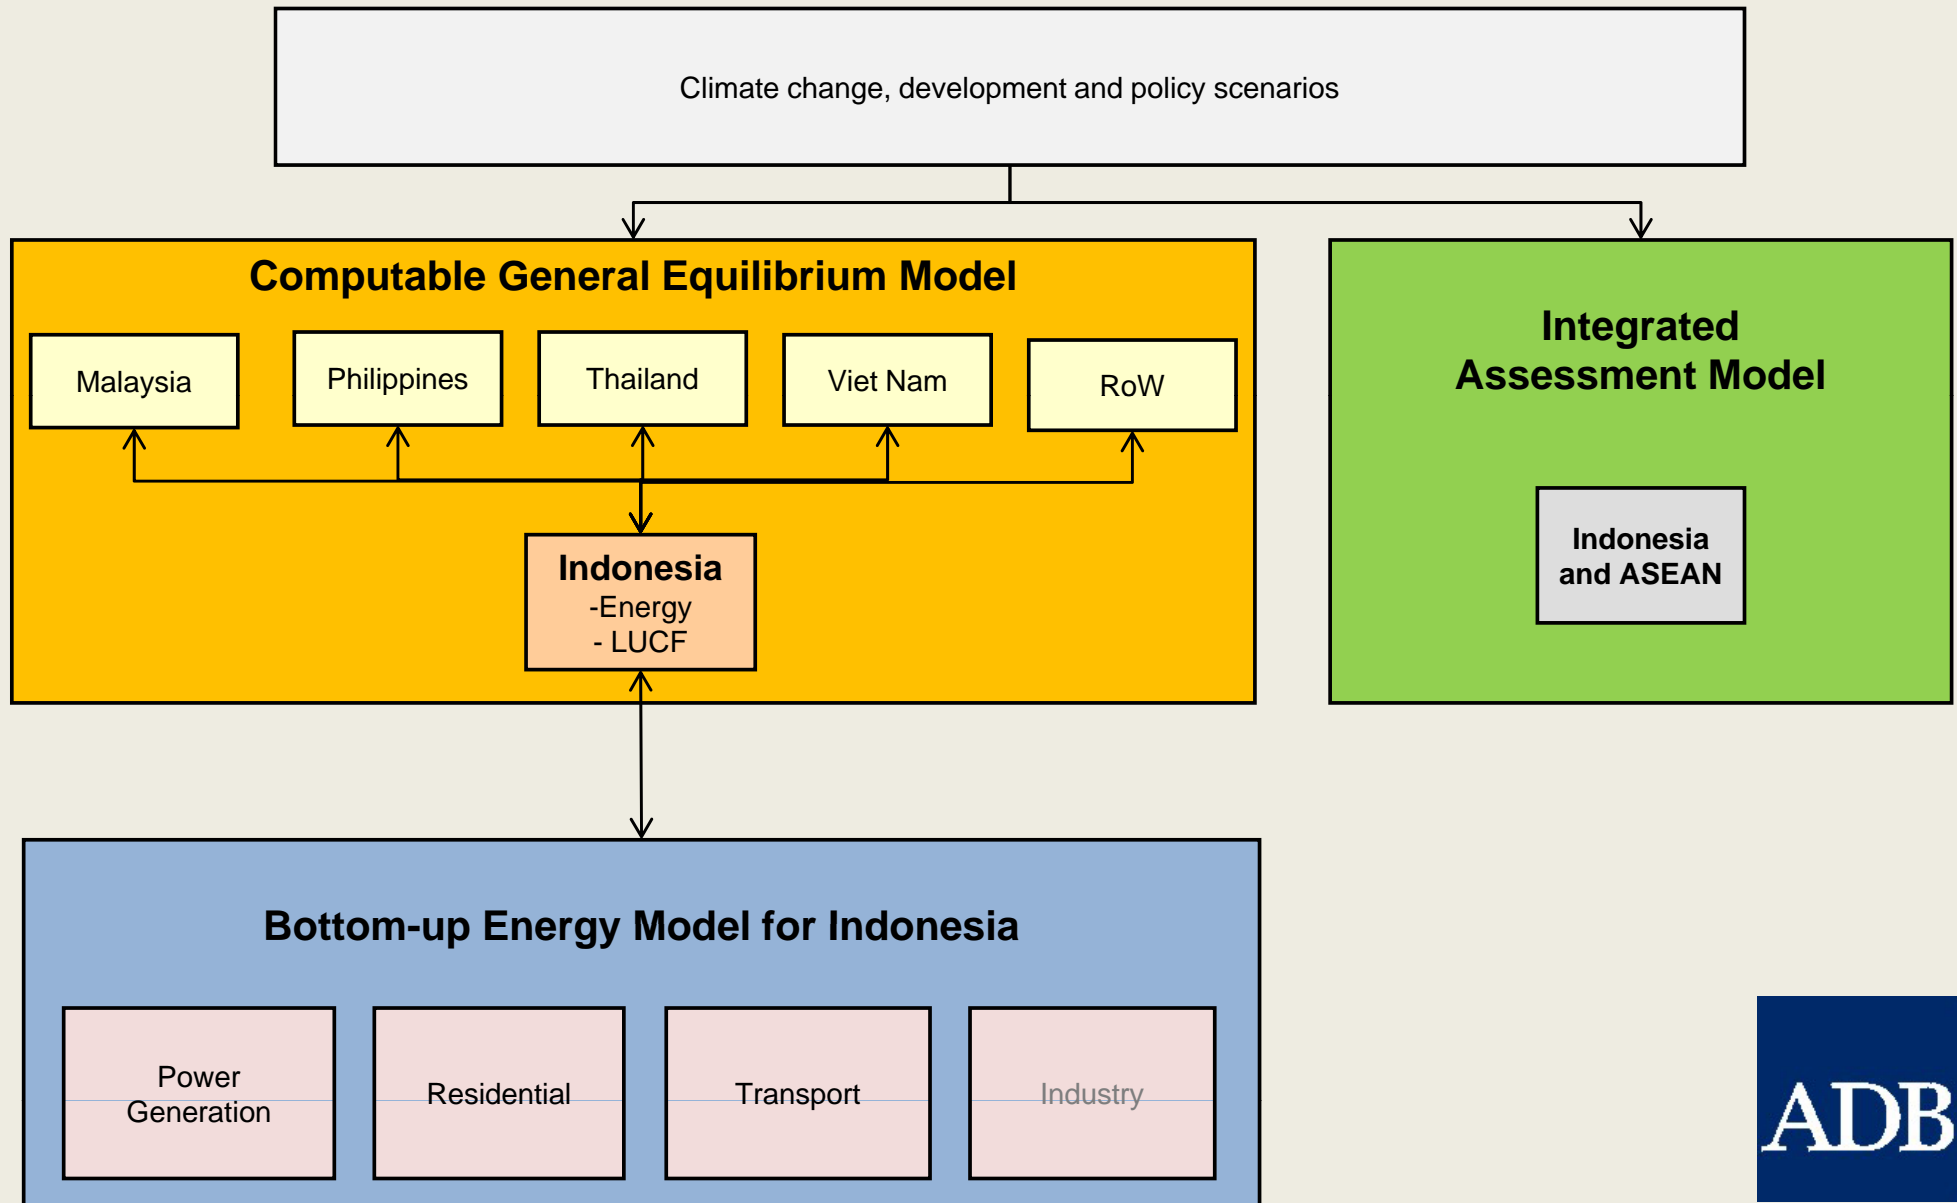 Climate change, development and policy scenarios
Computable General Equilibrium Model
Malaysia
Philippines
Thailand
Viet Nam
RoW
Indonesia
-Energy
- LUCF
Integrated
Assessment Model
Indonesia
and ASEAN
Bottom-up Energy Model for Indonesia
Power
Generation
Residential
Transport
Industry
ADB